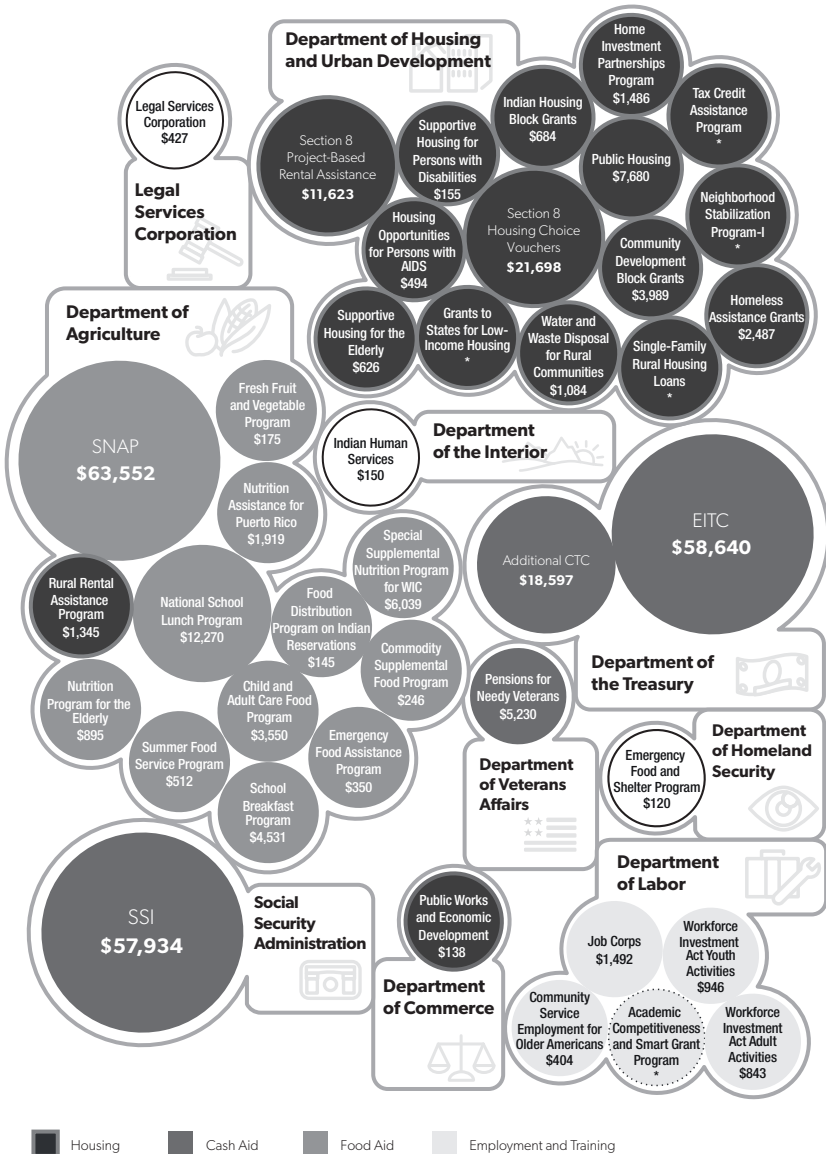 Department of Housing
and Urban Development
Home
Investment
Partnerships
Program
$1,486
Tax Credit
Assistance
Program
*
Legal Services
Corporation
$427
Legal
Services
Corporation
Section 8
Project-Based
Rental Assistance
$11,623
Supportive
Housing for
Persons with
Disabilities
$155
Indian Housing
Block Grants
$684
Public Housing
$7,680
Neighborhood
Stabilization
Program-I
*
Housing
Opportunities
for Persons with
AIDS
$494
Section 8
Housing Choice
Vouchers
$21,698
Community
Development
Block Grants
$3,989
Homeless
Assistance Grants
$2,487
Supportive
Housing for the
Elderly
$626
Grants to
States for Low-
Income Housing
*
Water and
Waste Disposal
for Rural
Communities
$1,084
Single-Family
Rural Housing
Loans
*
Department of
Agriculture
SNAP
$63,552
Fresh Fruit
and Vegetable
Program
$175
Nutrition
Assistance for
Puerto Rico
$1,919
Indian Human
Services
$150
Department
of the Interior
Rural Rental
Assistance
Program
$1,345
National School
Lunch Program
$12,270
Food
Distribution
Program on Indian
Reservations
$145
Special
Supplemental
Nutrition Program
for WIC
$6,039
Commodity
Supplemental
Food Program
$246
Nutrition
Program for the
Elderly
$895
Summer Food
Service Program
$512
Child and
Adult Care Food
Program
$3,550
Emergency
Food Assistance
Program
$350
School
Breakfast
Program
$4,531
Additional CTC
$18,597
EITC
$58,640
Department of
the Treasury
Pensions for
Needy Veterans
$5,230
Department
of Veterans
Affairs
Emergency
Food and
Shelter Program
$120
Department
of Homeland
Security
SSI
$57,934
Social
Security
Administration
Public Works
and Economic
Development
$138
Department
of Commerce
Department
of Labor
Job Corps
$1,492
Workforce
Investment
Act Youth
Activities
$946
Community
Service
Employment for
Older Americans
$404
Academic
Competitiveness
and Smart Grant
Program
*
Workforce
Investment
Act Adult
Activities
$843
Housing
Cash Aid
Food Aid
Employment and Training